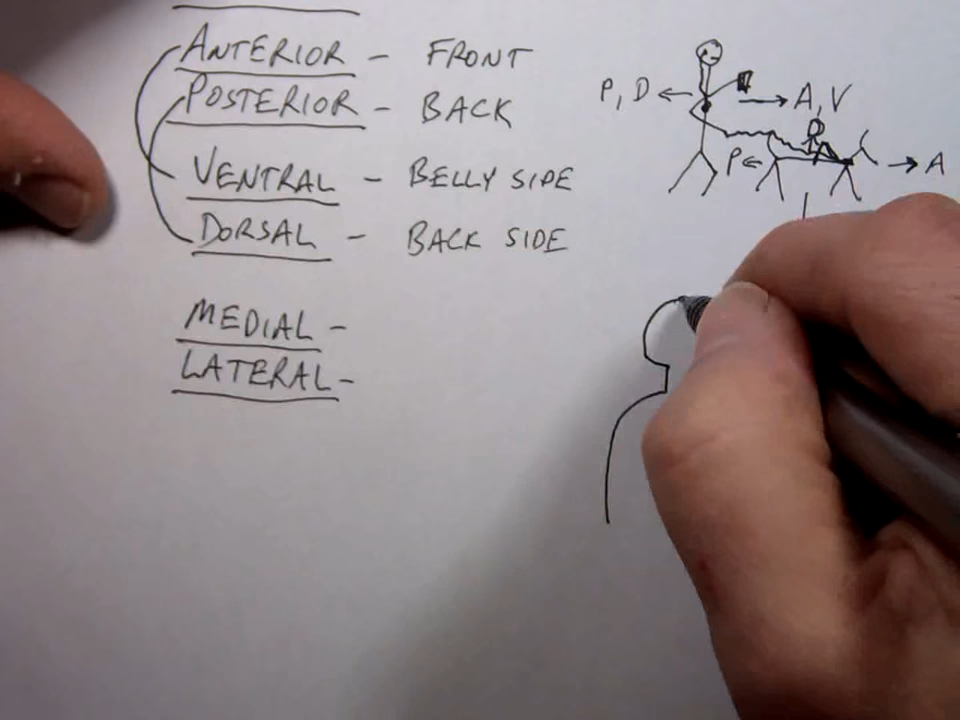 ANTERIOR - FRONT
POSTERIOR - BACK
VENTRAL - BELLY SIDE
DORSAL - BACK SIDE
MEDIAL -
LATERAL -
P, D ← → A, V
P ← → A